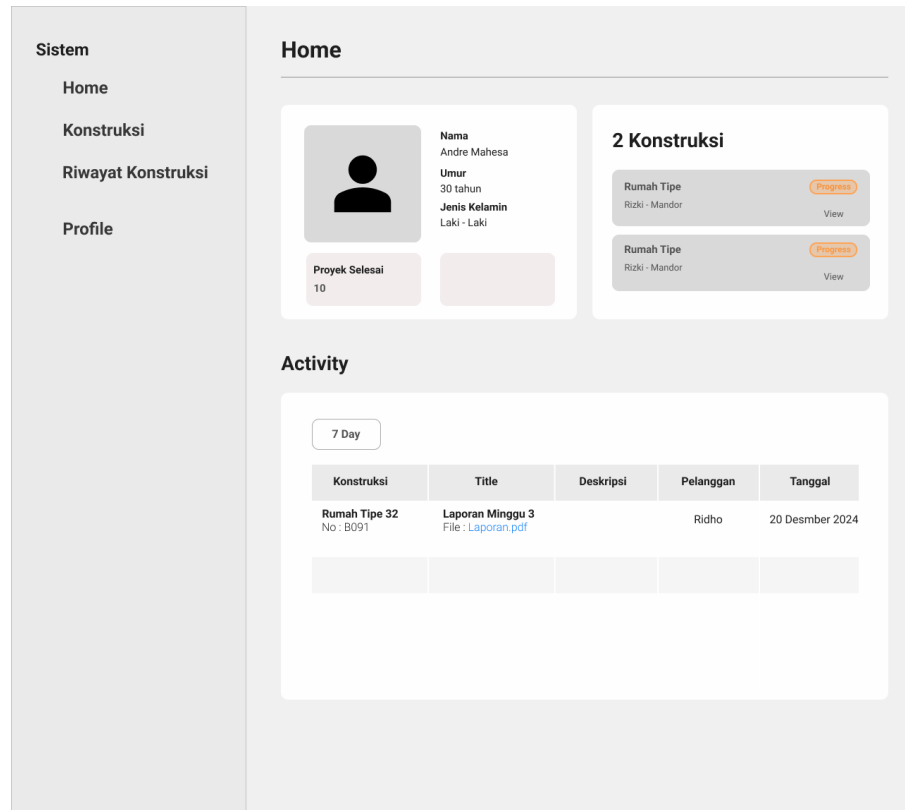 Sistem
Home
Konstruksi
Riwayat Konstruksi
Profile
Home
Nama
Andre Mahesa
Umur
30 tahun
Jenis Kelamin
Laki - Laki
Proyek Selesai
10
2 Konstruksi
Rumah Tipe
Progress
Rizki - Mandor
View
Rumah Tipe
Progress
Rizki - Mandor
View
Activity
7 Day
Konstruksi Title Deskripsi Pelanggan Tanggal
Rumah Tipe 32 Laporan Minggu 3 Ridho 20 Desmber 2024
No : B091 File : Laporan.pdf